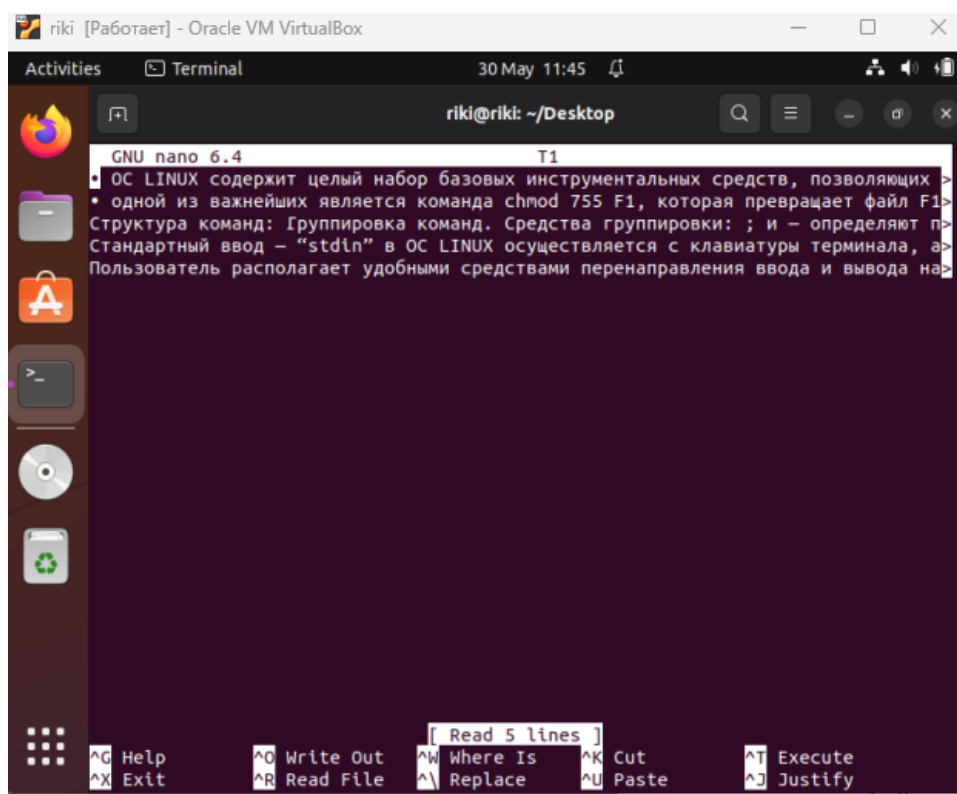 riki [Работает] - Oracle VM VirtualBox
Activities Terminal 30 May 11:45
riki@riki: ~/Desktop
GNU nano 6.4 T1
• ОС LINUX содержит целый набор базовых инструментальных средств, позволяющих >
• одной из важнейших является команда chmod 755 F1, которая превращает файл F1>
Структура команд: Группировка команд. Средства группировки: ; и – определяют п>
Стандартный ввод – “stdin” в ОС LINUX осуществляется с клавиатуры терминала, а>
Пользователь располагает удобными средствами перенаправления ввода и вывода на>
[ Read 5 lines ]
^G Help ^O Write Out ^W Where Is ^K Cut ^T Execute
^X Exit ^R Read File ^\ Replace ^U Paste ^J Justify